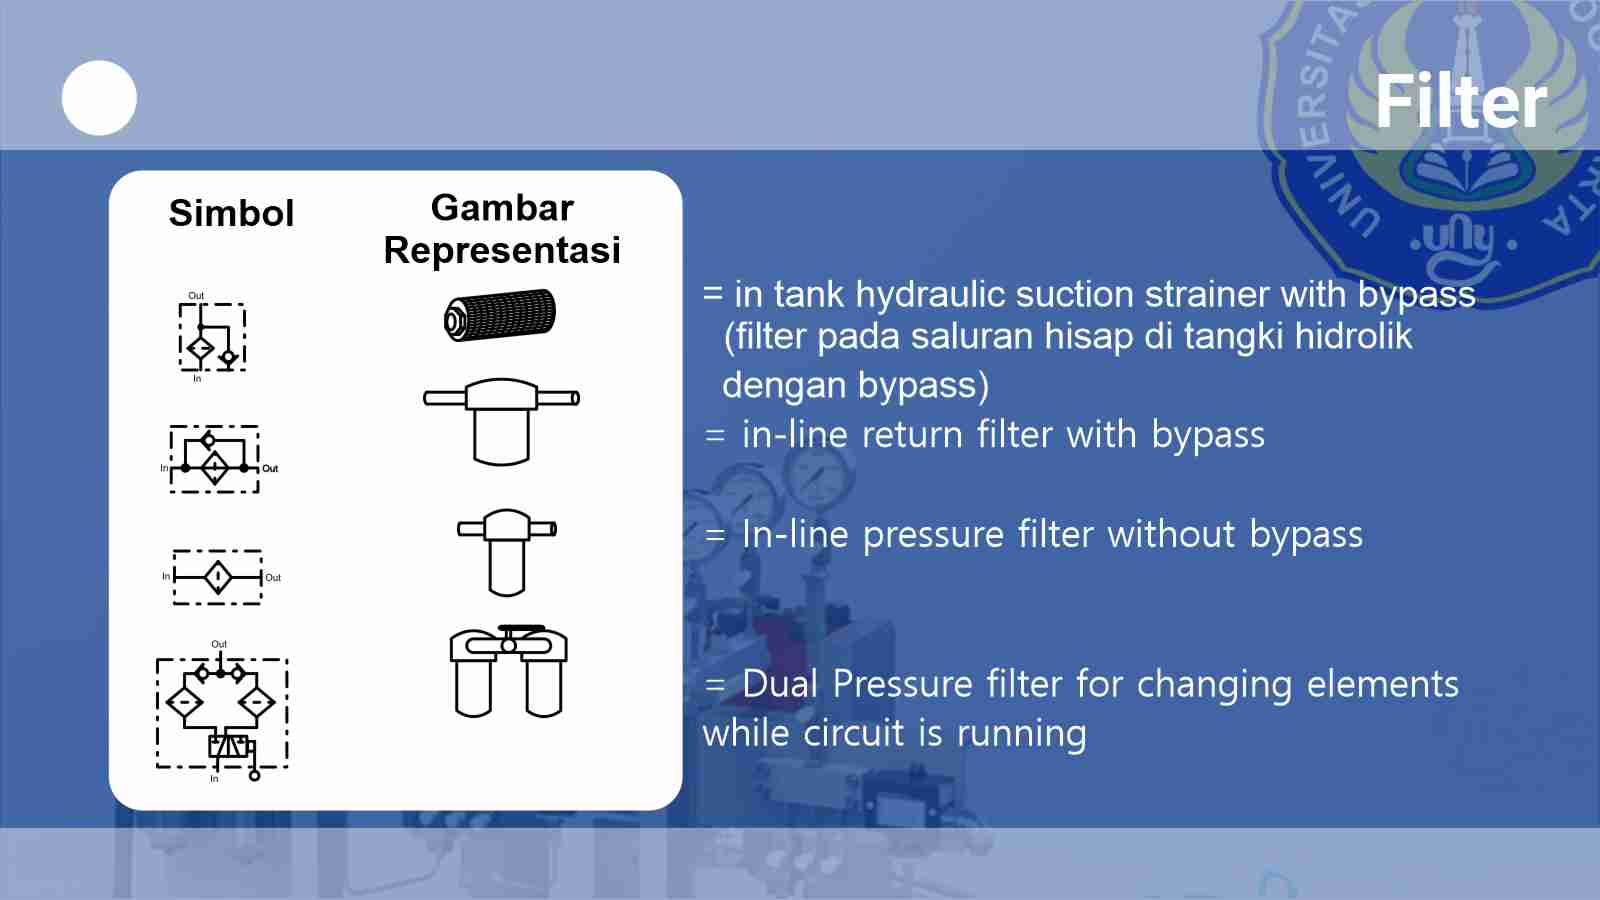 Filter
Simbol
Gambar
Representasi
Out
In
In
Out
In
Out
Out
In
= in tank hydraulic suction strainer with bypass
(filter pada saluran hisap di tangki hidrolik
dengan bypass)
= in-line return filter with bypass
= In-line pressure filter without bypass
= Dual Pressure filter for changing elements
while circuit is running
uny